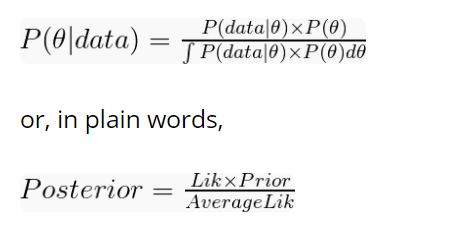 P(θ|data) = P(data|θ)×P(θ) / ∫ P(data|θ)×P(θ)dθ
or, in plain words,
Posterior = Lik×Prior / AverageLik